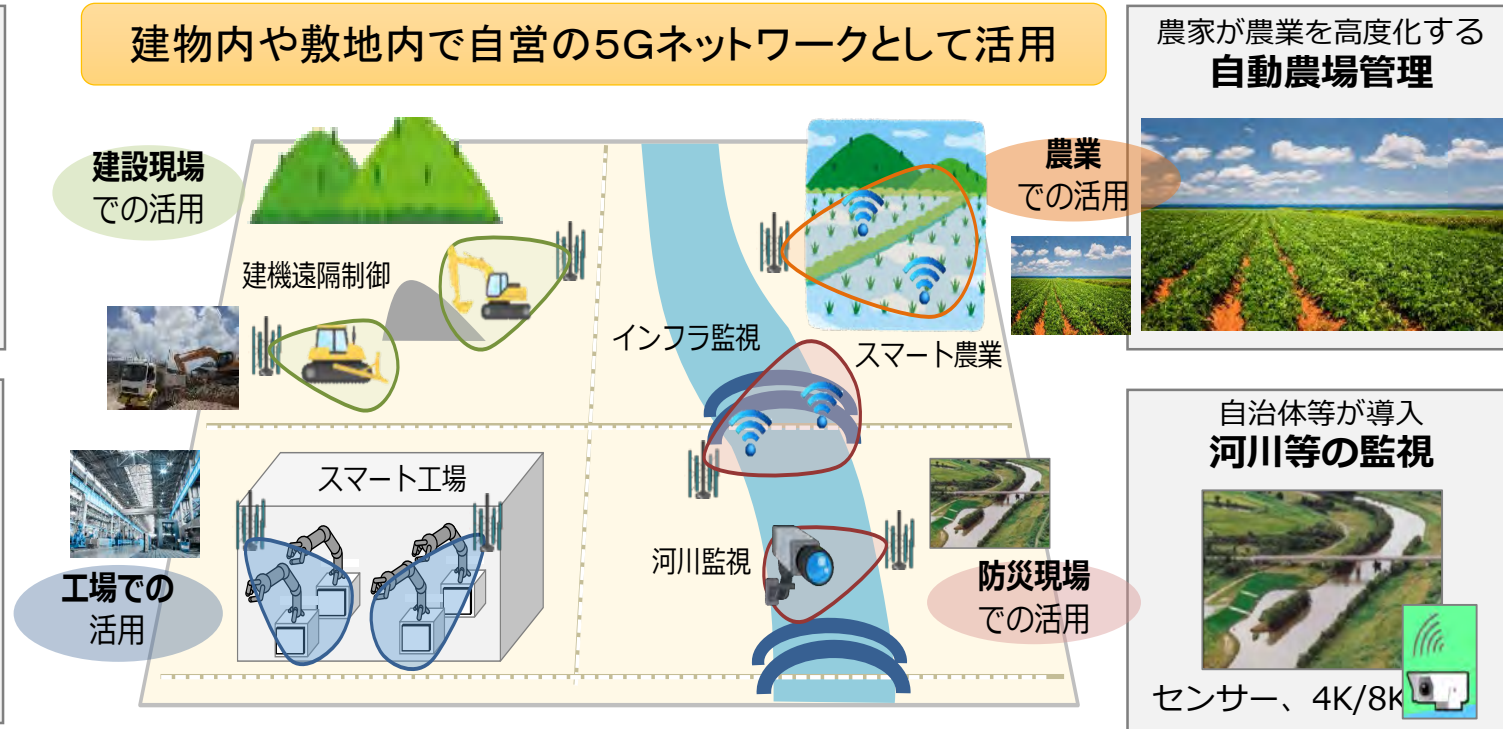 建物内や敷地内で自営の5Gネットワークとして活用
農家が農業を高度化する
自動農場管理
建設現場
での活用
農業
での活用
建機遠隔制御
インフラ監視
スマート農業
自治体等が導入
河川等の監視
スマート工場
河川監視
工場での
活用
防災現場
での活用
センサー、4K/8K